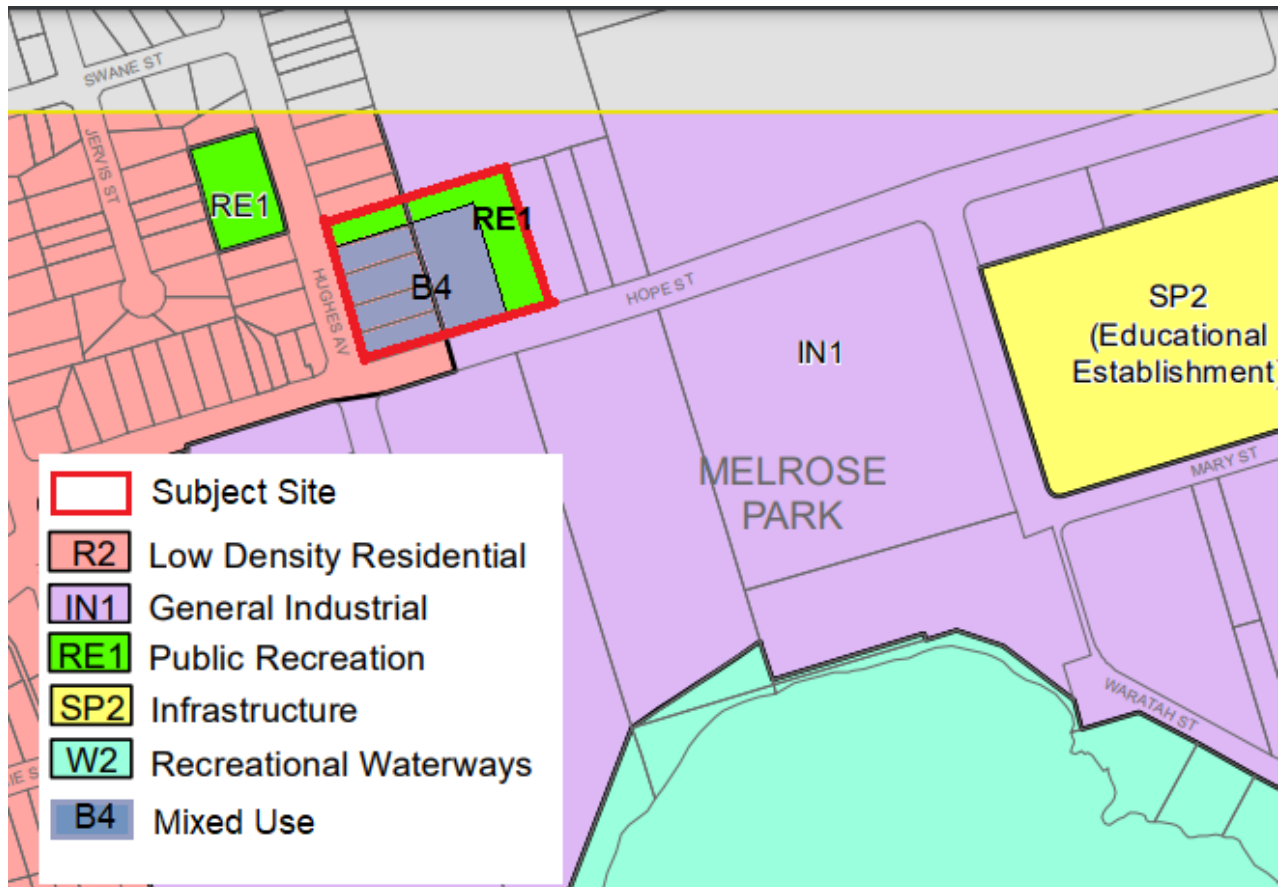 SWANE ST
JERVIS ST
RE1
RE1
HUGHES AV
B4
HOPE ST
IN1
SP2
(Educational
Establishment)
MELROSE
PARK
MARY ST
WARATAH ST
Subject Site
R2 Low Density Residential
IN1 General Industrial
RE1 Public Recreation
SP2 Infrastructure
W2 Recreational Waterways
B4 Mixed Use